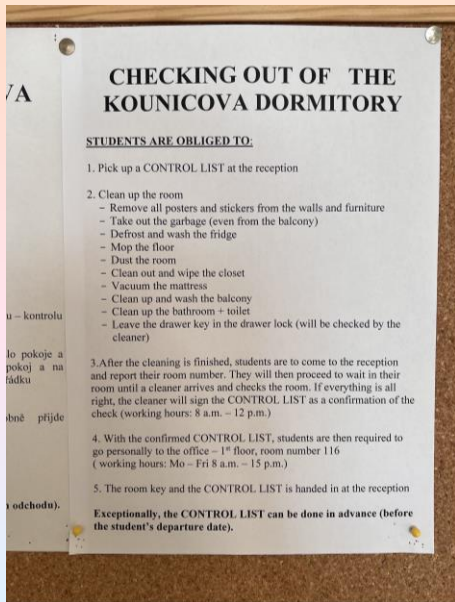 VA
u – kontrolu
lo pokoje a
pokoj a na
řádku
obně přijde
odchodu).
CHECKING OUT OF THE
KOUNICOVA DORMITORY
STUDENTS ARE OBLIGED TO:
1. Pick up a CONTROL LIST at the reception
2. Clean up the room
– Remove all posters and stickers from the walls and furniture
– Take out the garbage (even from the balcony)
– Defrost and wash the fridge
– Mop the floor
– Dust the room
– Clean out and wipe the closet
– Vacuum the mattress
– Clean up and wash the balcony
– Clean up the bathroom + toilet
– Leave the drawer key in the drawer lock (will be checked by the
cleaner)
3.After the cleaning is finished, students are to come to the reception
and report their room number. They will then proceed to wait in their
room until a cleaner arrives and checks the room. If everything is all
right, the cleaner will sign the CONTROL LIST as a confirmation of the
check (working hours: 8 a.m. – 12 p.m.)
4. With the confirmed CONTROL LIST, students are then required to
go personally to the office – 1st floor, room number 116
( working hours: Mo – Fri 8 a.m. – 15 p.m.)
5. The room key and the CONTROL LIST is handed in at the reception
Exceptionally, the CONTROL LIST can be done in advance (before
the student's departure date).